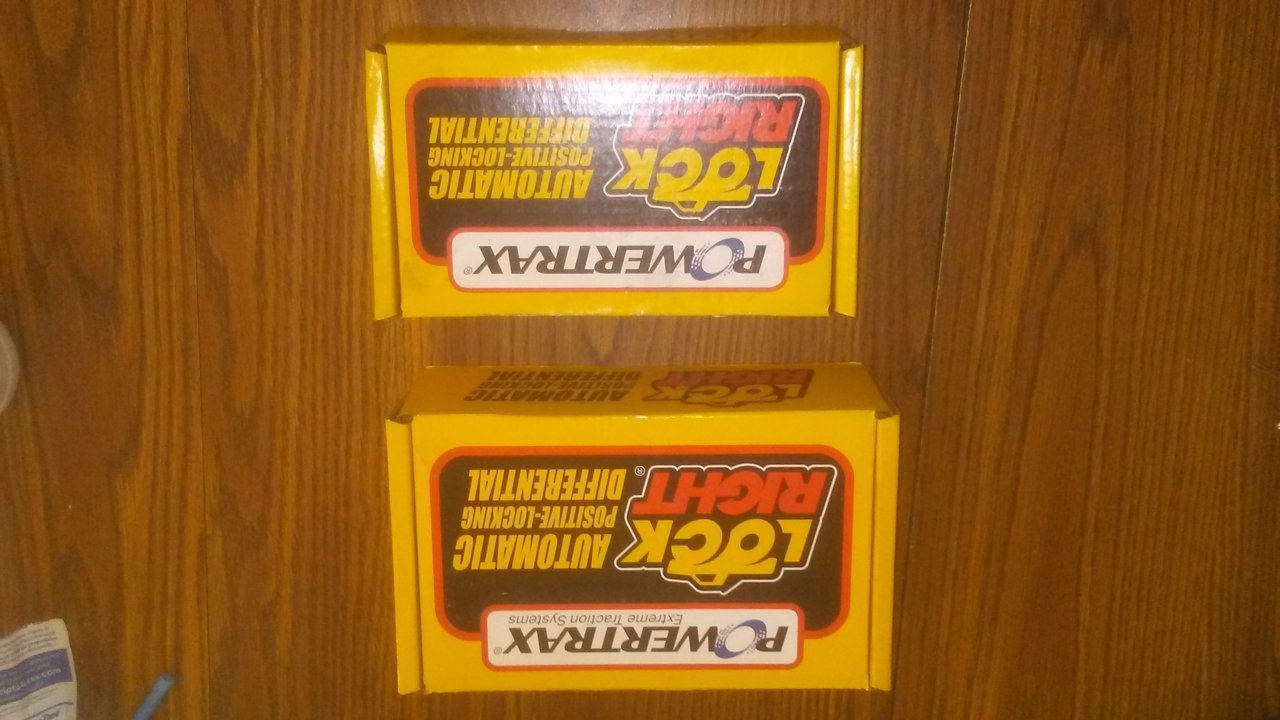 POWERTRAX®
Extreme Traction Systems
LOCK
RIGHT®
AUTOMATIC
POSITIVE-LOCKING
DIFFERENTIAL
LOCK
RIGHT
AUTOMATIC
POSITIVE-LOCKING
DIFFERENTIAL
POWERTRAX®
LOCK
RIGHT
AUTOMATIC
POSITIVE-LOCKING
DIFFERENTIAL